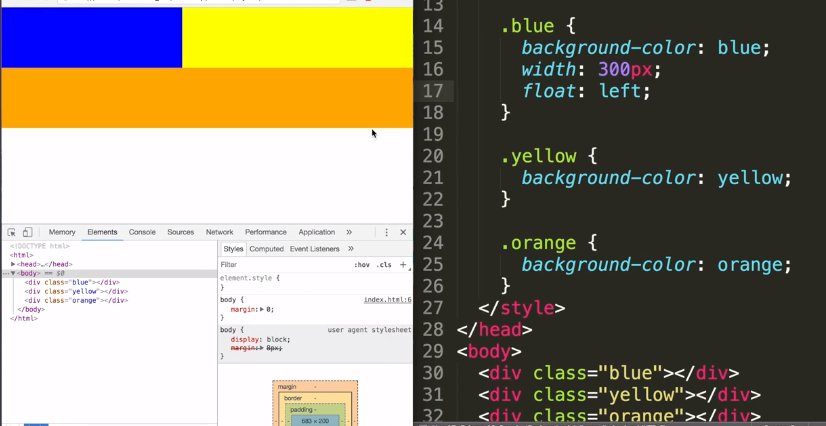 Memory Elements Console Sources Network Performance Application »
<!DOCTYPE html>
<html>
<head>…</head>
<body> == $0
<div class="blue"></div>
<div class="yellow"></div>
<div class="orange"></div>
</body>
</html>
Styles Computed Event Listeners »
Filter :hov .cls +
element.style {
}
body { index.html:6
margin: 0;
}
body { user agent stylesheet
display: block;
margin: 8px;
}
margin -
border -
padding -
- - 683 × 200 - -
13
14 .blue {
15 background-color: blue;
16 width: 300px;
17 float: left;
18 }
19
20 .yellow {
21 background-color: yellow;
22 }
23
24 .orange {
25 background-color: orange;
26 }
27 </style>
28 </head>
29 <body>
30 <div class="blue"></div>
31 <div class="yellow"></div>
32 <div class="orange"></div>